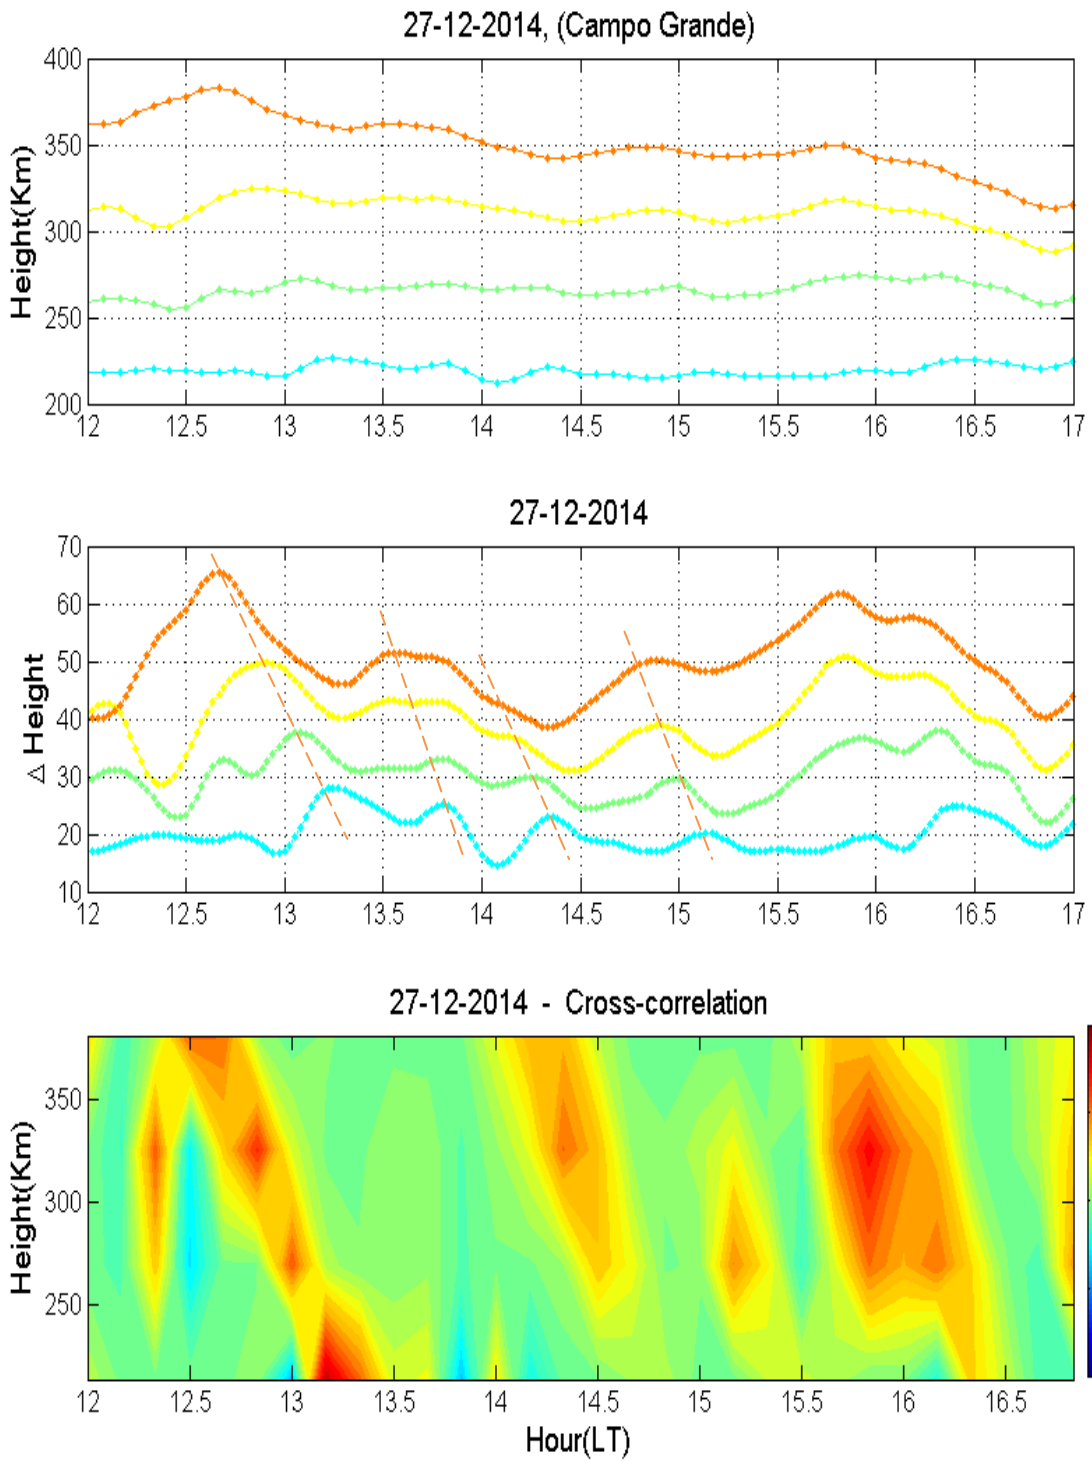 27-12-2014, (Campo Grande)
400
350
300
250
200
Height(Km)
12 12.5 13 13.5 14 14.5 15 15.5 16 16.5 17
27-12-2014
70
60
50
40
30
20
10
Δ Height
12 12.5 13 13.5 14 14.5 15 15.5 16 16.5 17
27-12-2014 - Cross-correlation
350
300
250
Height(Km)
12 12.5 13 13.5 14 14.5 15 15.5 16 16.5
Hour(LT)